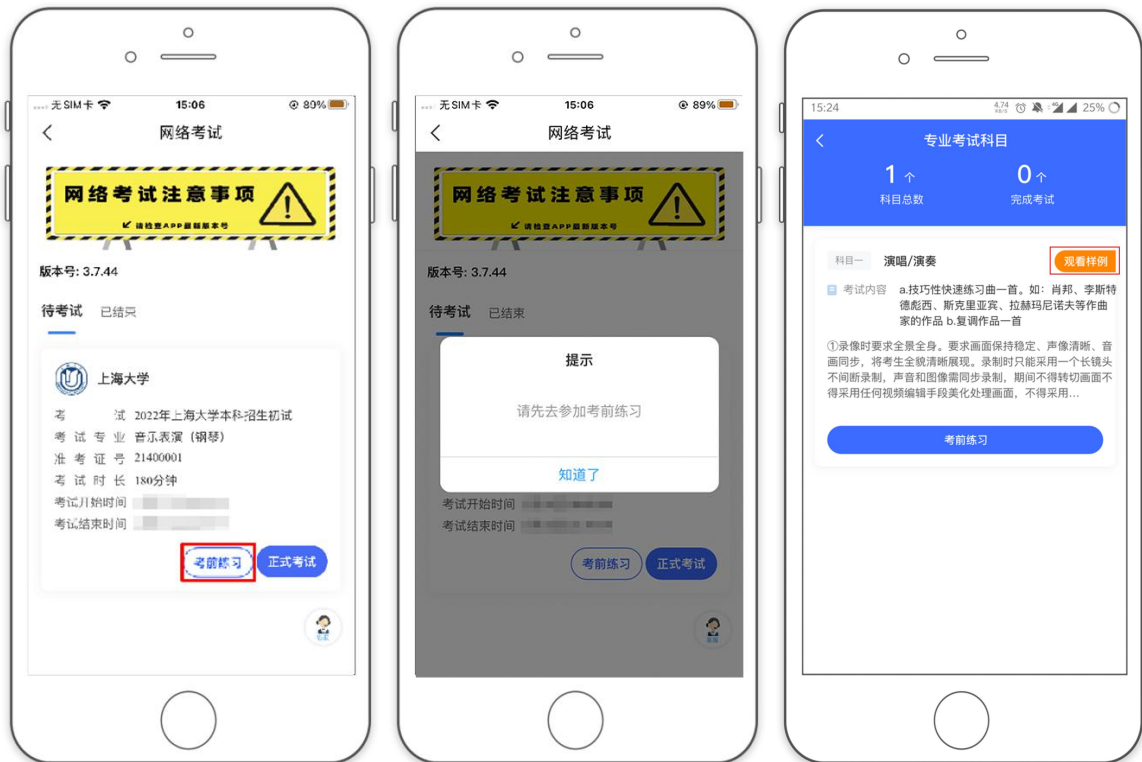 无SIM卡 15:06 89%
网络考试
网络考试注意事项
请检查APP最新版本号
版本号: 3.7.44
待考试 已结束
上海大学
考 试 2022年上海大学本科招生初试
考 试 专 业 音乐表演（钢琴）
准 考 证 号 21400001
考 试 时 长 180分钟
考试开始时间
考试结束时间
考前练习 正式考试
客服
无SIM卡 15:06 89%
网络考试
网络考试注意事项
请检查APP最新版本号
版本号: 3.7.44
待考试 已结束
提示
请先去参加考前练习
知道了
考试开始时间
考试结束时间
考前练习 正式考试
客服
15:24 4.74 4G 25%
专业考试科目
1个 0个
科目总数 完成考试
科目一 演唱/演奏 观看样例
考试内容 a.技巧性快速练习曲一首。如：肖邦、李斯特
德彪西、斯克里亚宾、拉赫玛尼诺夫等作曲
家的作品 b.复调作品一首
①录像时要求全景全身。要求画面保持稳定、声像清晰、音
画同步，将考生全貌清晰展现。录制时只能采用一个长镜头
不间断录制，声音和图像需同步录制，期间不得转切画面不
得采用任何视频编辑手段美化处理画面，不得采用...
考前练习